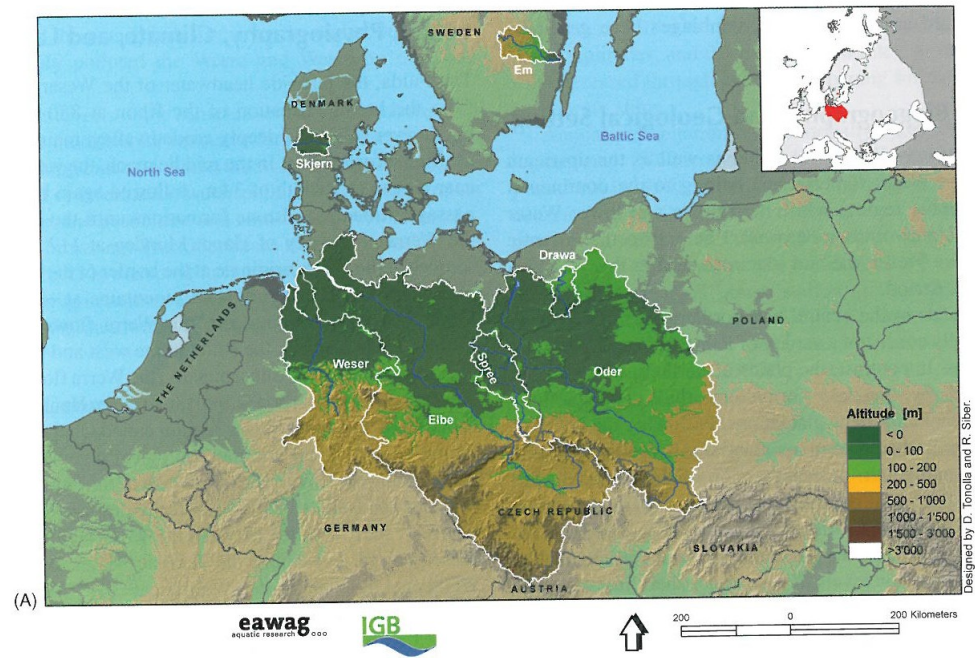 SWEDEN
Em
DENMARK
Baltic Sea
Skjern
North Sea
Drawa
THE NETHERLANDS
POLAND
Weser
Spree
Oder
Elbe
Altitude [m]
< 0
0 - 100
100 - 200
200 - 500
500 - 1'000
1'000 - 1'500
1'500 - 3'000
>3'000
CZECH REPUBLIC
GERMANY
SLOVAKIA
AUSTRIA
Designed by D. Tonolla and R. Siber.
(A)
eawag
aquatic research
IGB
200 0 200 Kilometers